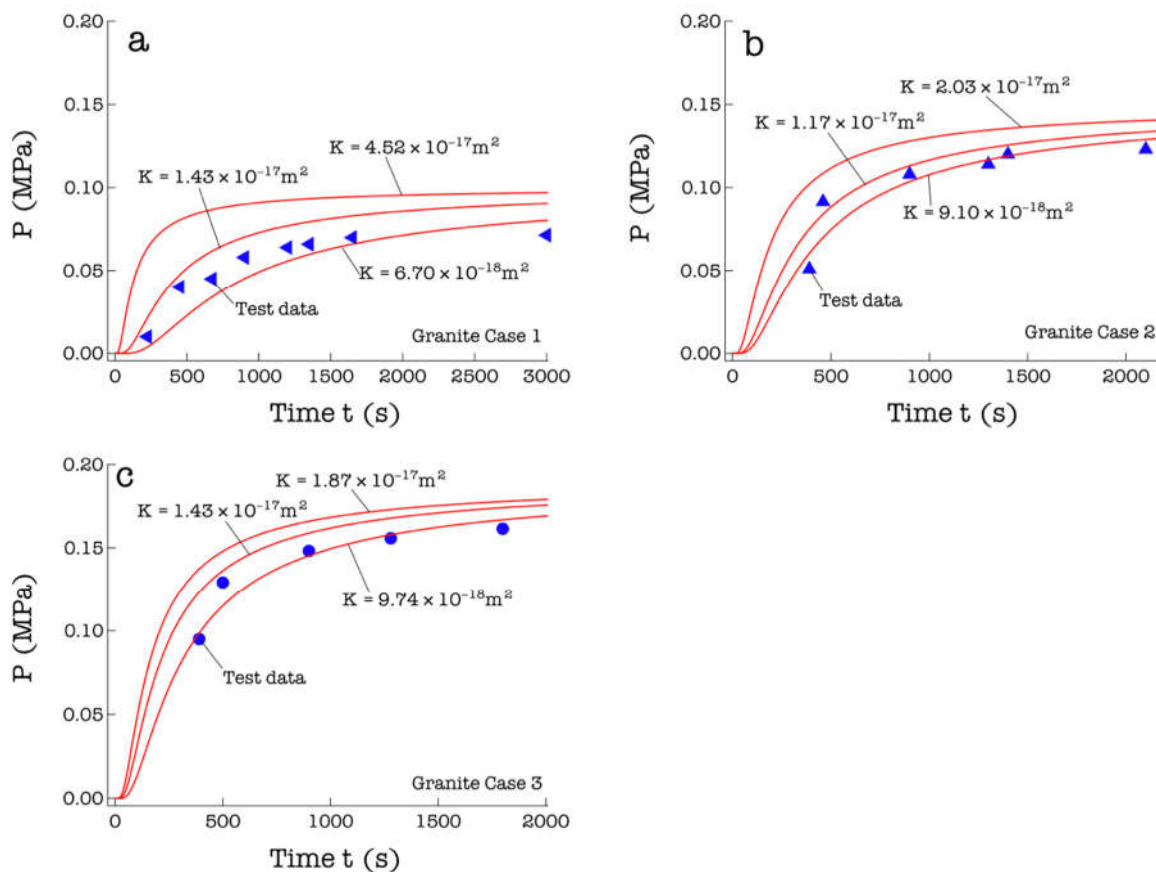 a
0.20
0.15
0.10
0.05
0.00
P (MPa)
K = 4.52 × 10⁻¹⁷m²
K = 1.43 × 10⁻¹⁷m²
K = 6.70 × 10⁻¹⁸m²
Test data
Granite Case 1
0 500 1000 1500 2000 2500 3000
Time t (s)
b
0.20
0.15
0.10
0.05
0.00
P (MPa)
K = 2.03 × 10⁻¹⁷m²
K = 1.17 × 10⁻¹⁷m²
K = 9.10 × 10⁻¹⁸m²
Test data
Granite Case 2
0 500 1000 1500 2000
Time t (s)
c
0.20
0.15
0.10
0.05
0.00
P (MPa)
K = 1.87 × 10⁻¹⁷m²
K = 1.43 × 10⁻¹⁷m²
K = 9.74 × 10⁻¹⁸m²
Test data
Granite Case 3
0 500 1000 1500 2000
Time t (s)